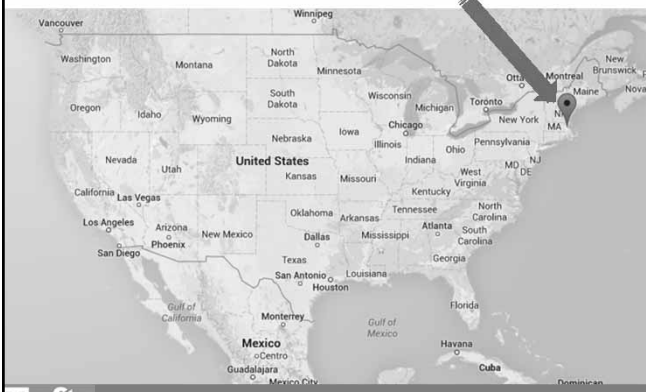 Winnipeg
Vancouver
Washington
Montana
North
Dakota
Minnesota
Montreal
New
Brunswick
Maine
Nova
South
Dakota
Wisconsin
Michigan
Toronto
Oregon
Idaho
Wyoming
New York
MA
Chicago
Iowa
Nebraska
Illinois
Pennsylvania
Ohio
Indiana
NJ
MD
DE
Nevada
Utah
United States
Kansas
Missouri
West
Virginia
Kentucky
California
Las Vegas
Oklahoma
Arkansas
Tennessee
North
Carolina
Los Angeles
Arizona
New Mexico
Phoenix
Dallas
Mississippi
Atlanta
South
Carolina
San Diego
Texas
Georgia
San Antonio
Louisiana
Houston
Gulf of
California
Monterrey
Gulf of
Mexico
Florida
Mexico
Centro
Havana
Guadalajara
Cuba
Mexico City
Dominican